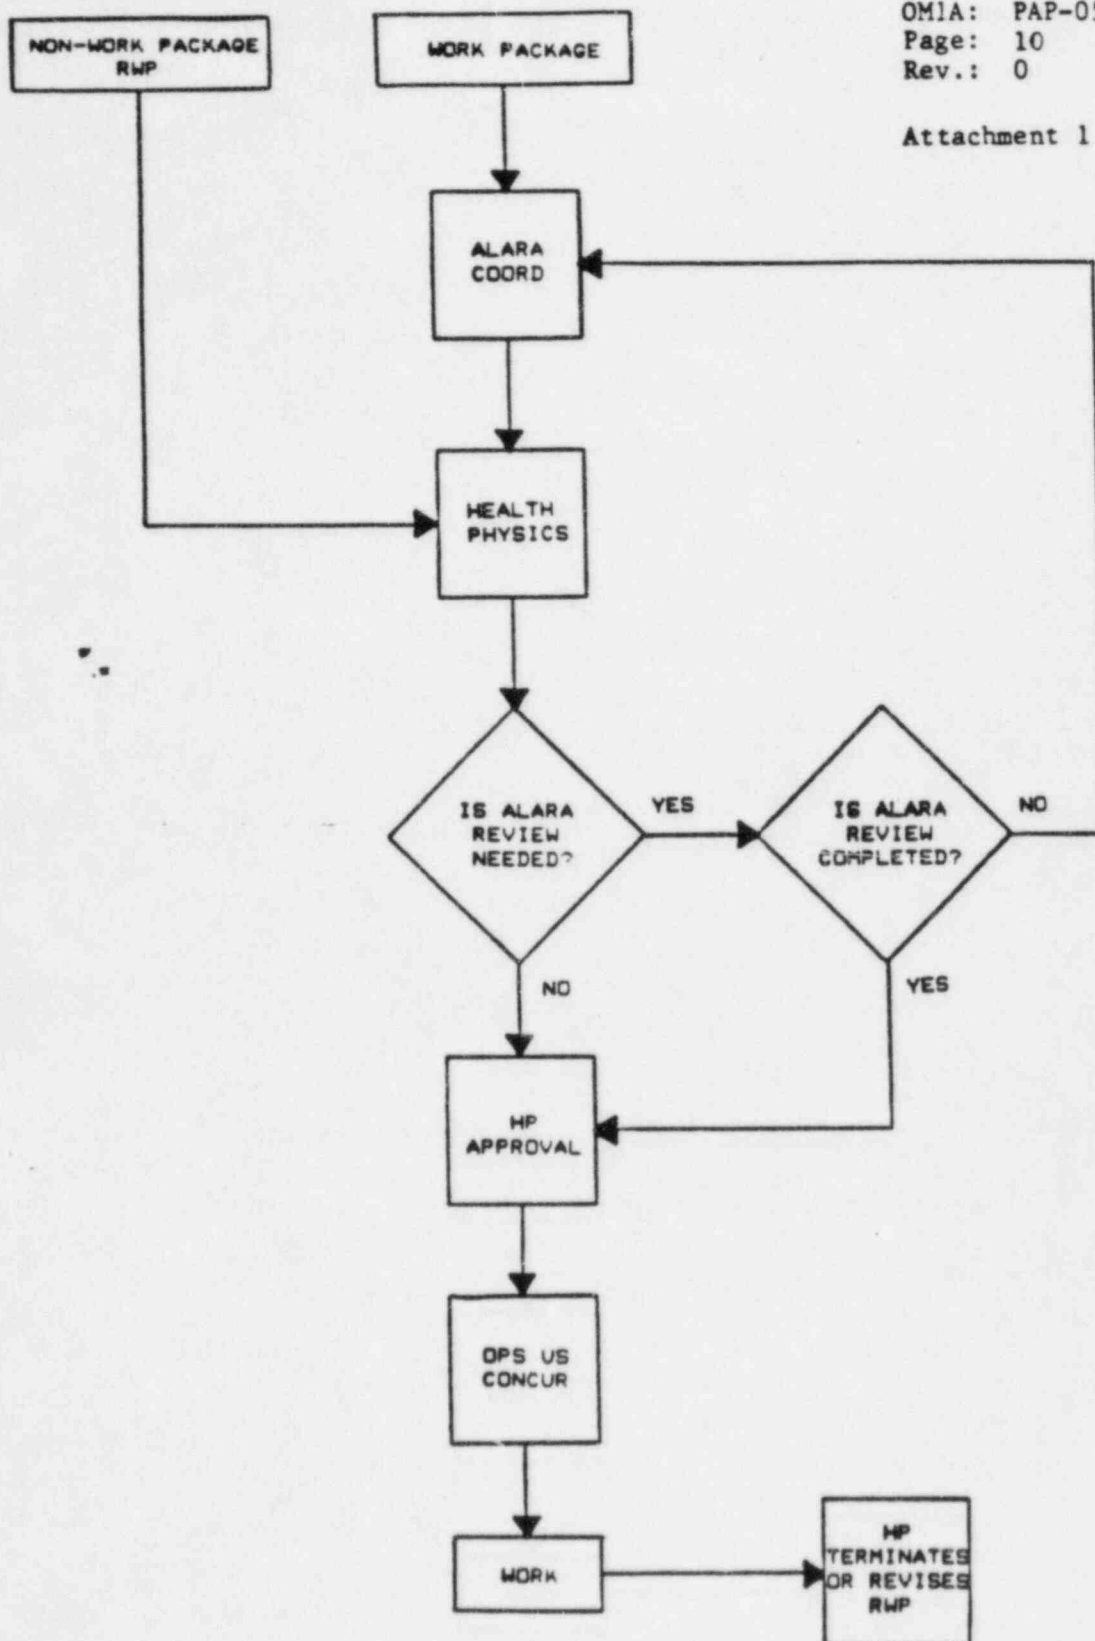 OM1A: PAP-05
Page: 10
Rev.: 0
Attachment 1
NON-WORK PACKAGE
RWP
WORK PACKAGE
ALARA
COORD
HEALTH
PHYSICS
IS ALARA
REVIEW
NEEDED?
YES
IS ALARA
REVIEW
COMPLETED?
NO
NO
YES
HP
APPROVAL
OPS US
CONCUR
WORK
HP
TERMINATES
OR REVISES
RWP